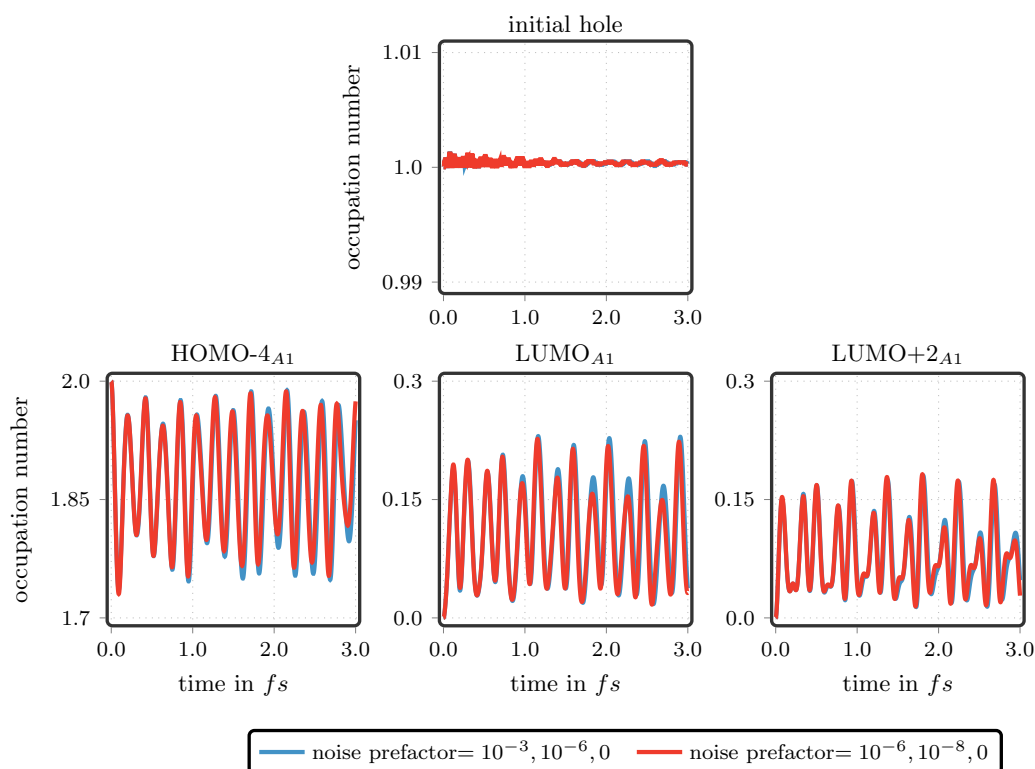 initial hole
1.01
1.0
0.99
occupation number
0.0 1.0 2.0 3.0
HOMO-4A1 LUMOA1 LUMO+2A1
2.0
1.85
1.7
occupation number
0.3
0.15
0.0
0.3
0.15
0.0
0.0 1.0 2.0 3.0 0.0 1.0 2.0 3.0 0.0 1.0 2.0 3.0
time in fs time in fs time in fs
noise prefactor= 10⁻³, 10⁻⁶, 0 noise prefactor= 10⁻⁶, 10⁻⁸, 0